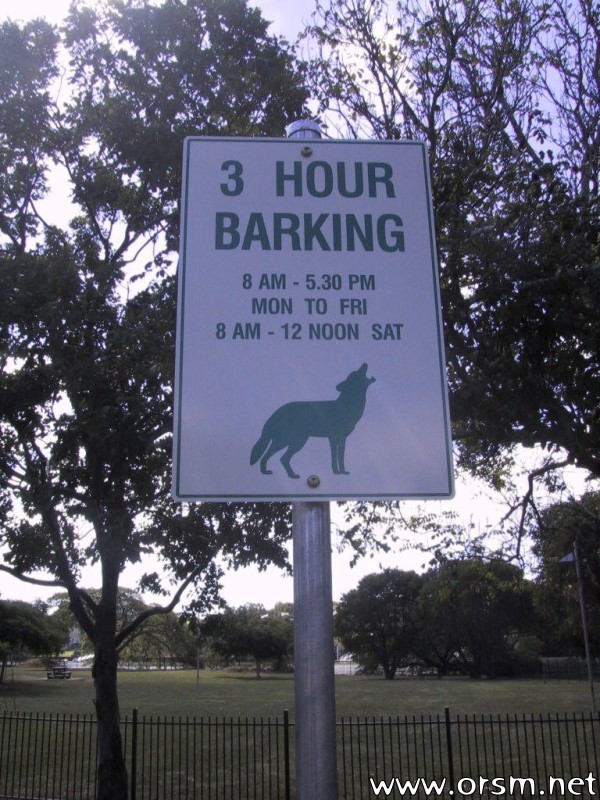 3 HOUR
BARKING
8 AM - 5.30 PM
MON TO FRI
8 AM - 12 NOON SAT
www.orsm.net